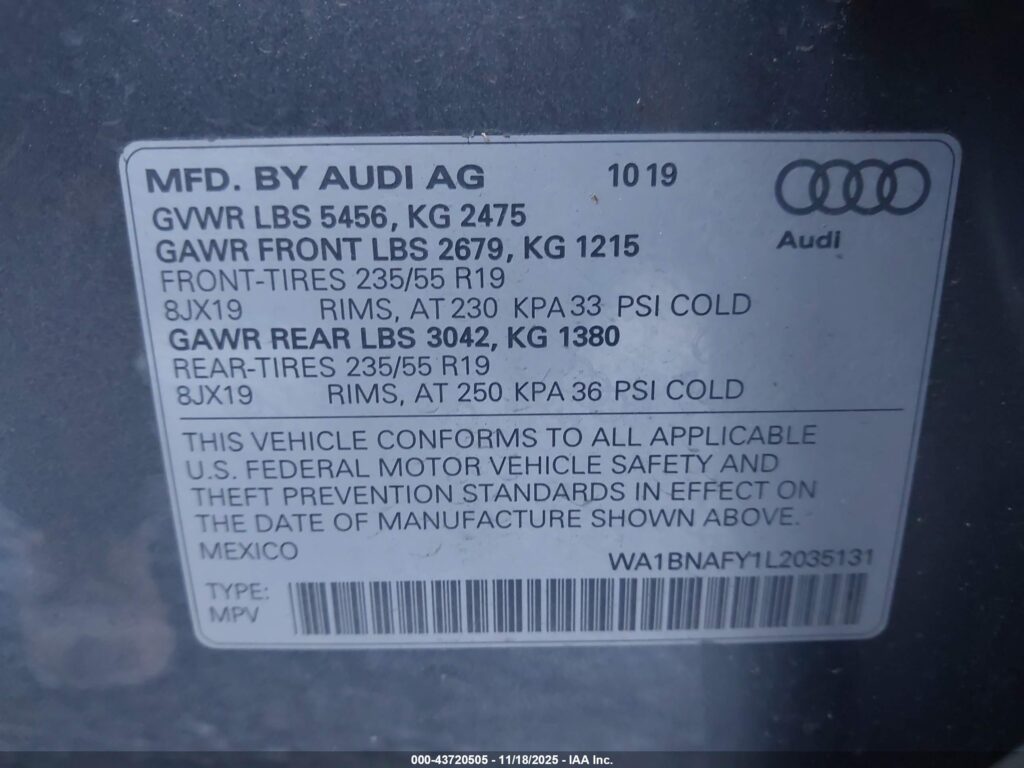 MFD. BY AUDI AG 10 19
Audi
GVWR LBS 5456, KG 2475
GAWR FRONT LBS 2679, KG 1215
FRONT-TIRES 235/55 R19
8JX19 RIMS, AT 230 KPA 33 PSI COLD
GAWR REAR LBS 3042, KG 1380
REAR-TIRES 235/55 R19
8JX19 RIMS, AT 250 KPA 36 PSI COLD
THIS VEHICLE CONFORMS TO ALL APPLICABLE
U.S. FEDERAL MOTOR VEHICLE SAFETY AND
THEFT PREVENTION STANDARDS IN EFFECT ON
THE DATE OF MANUFACTURE SHOWN ABOVE.
MEXICO WA1BNAFY1L2035131
TYPE:
MPV
000-43720505 - 11/18/2025 - IAA Inc.